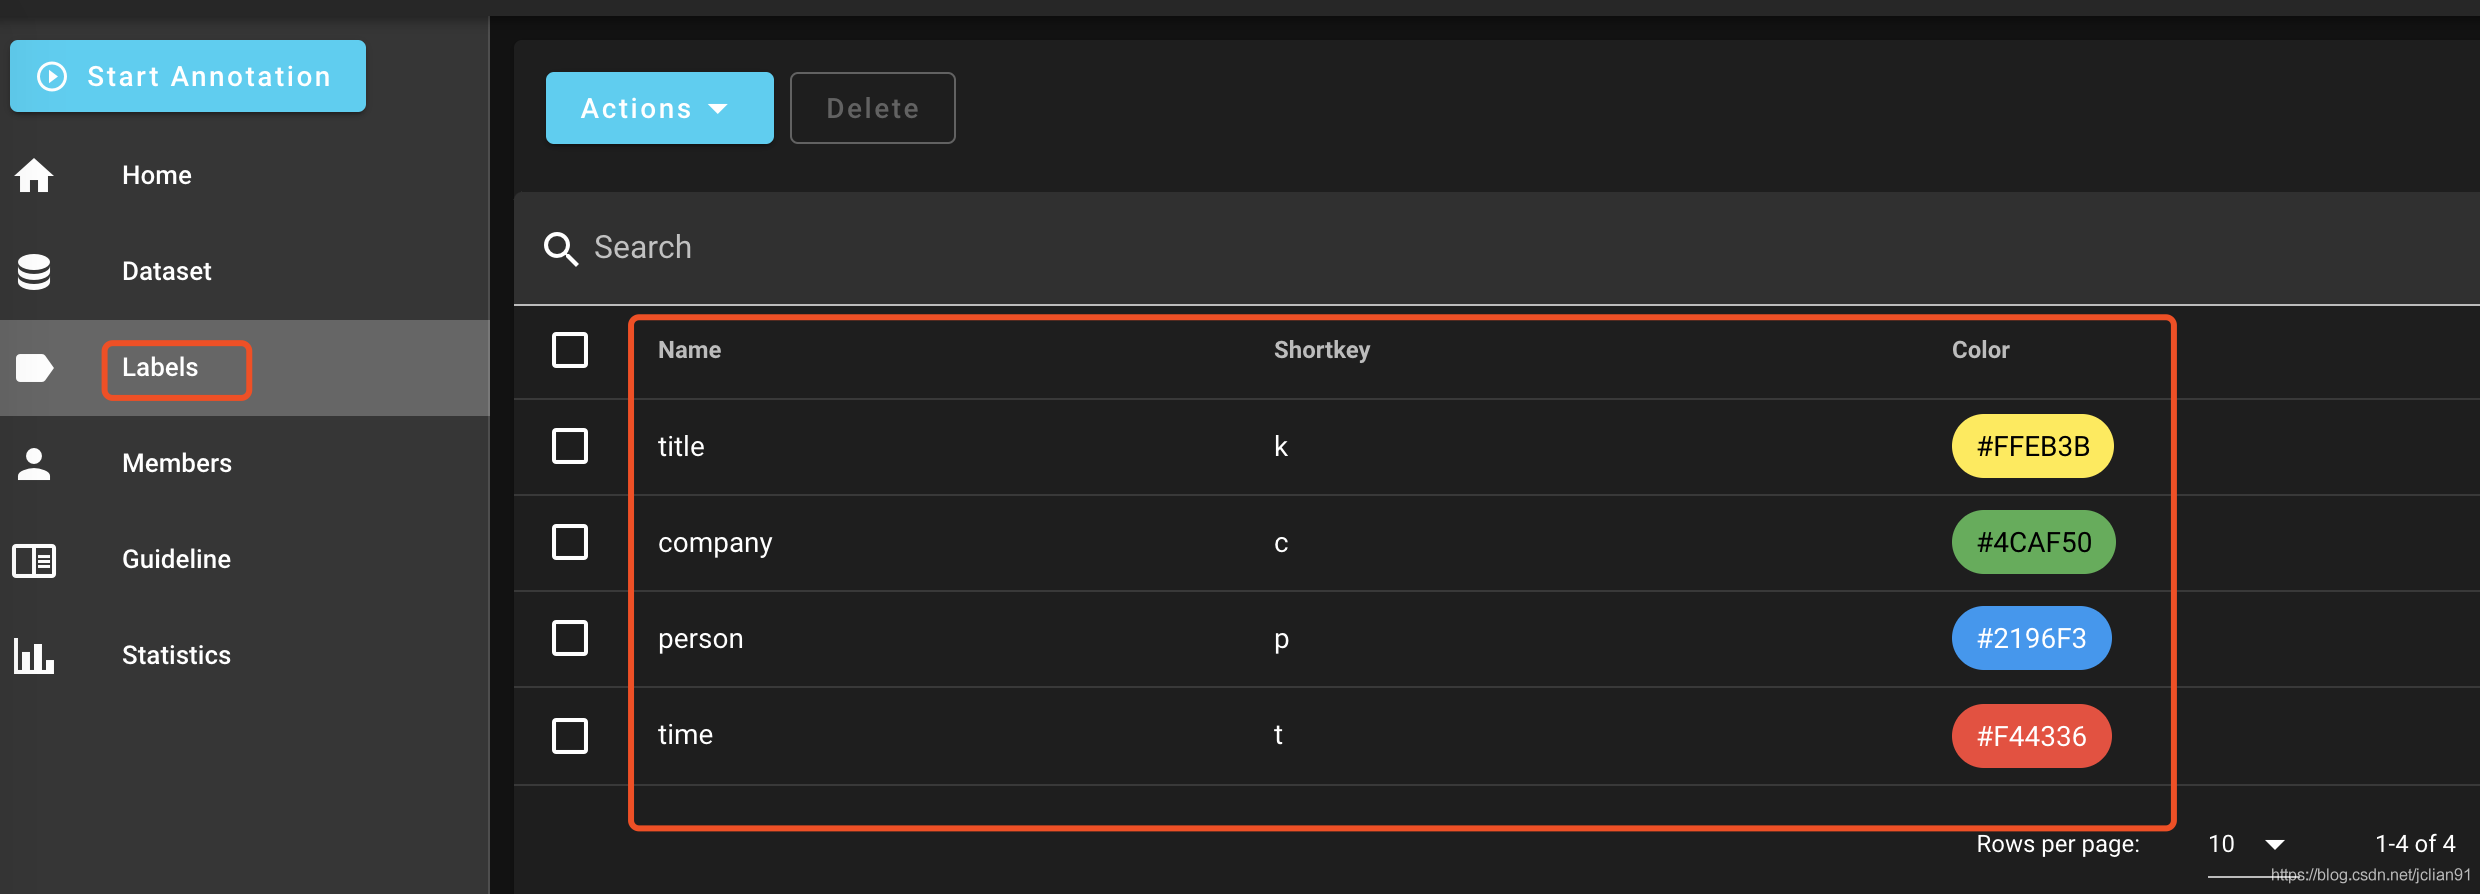 Start Annotation
Home
Dataset
Labels
Members
Guideline
Statistics
Actions Delete
Search
Name Shortkey Color
title k #FFEB3B
company c #4CAF50
person p #2196F3
time t #F44336
Rows per page: 10 1-4 of 4
https://blog.csdn.net/jclian91